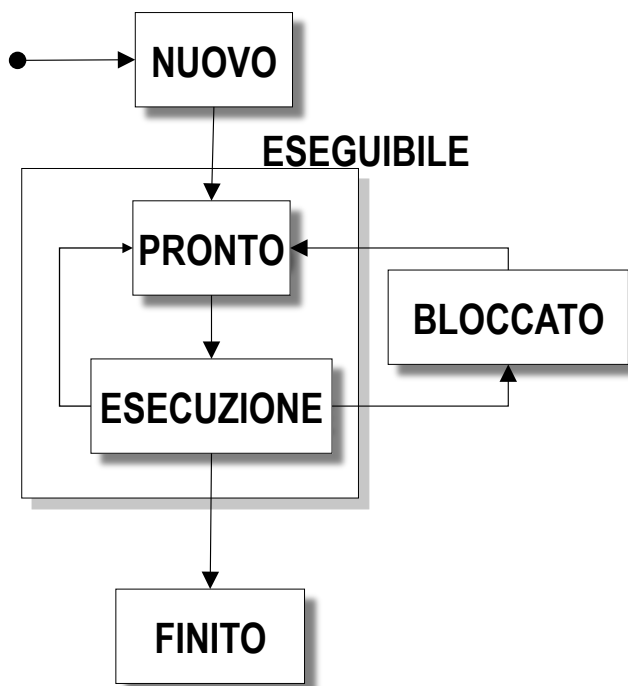 NUOVO
ESEGUIBILE
PRONTO
BLOCCATO
ESECUZIONE
FINITO